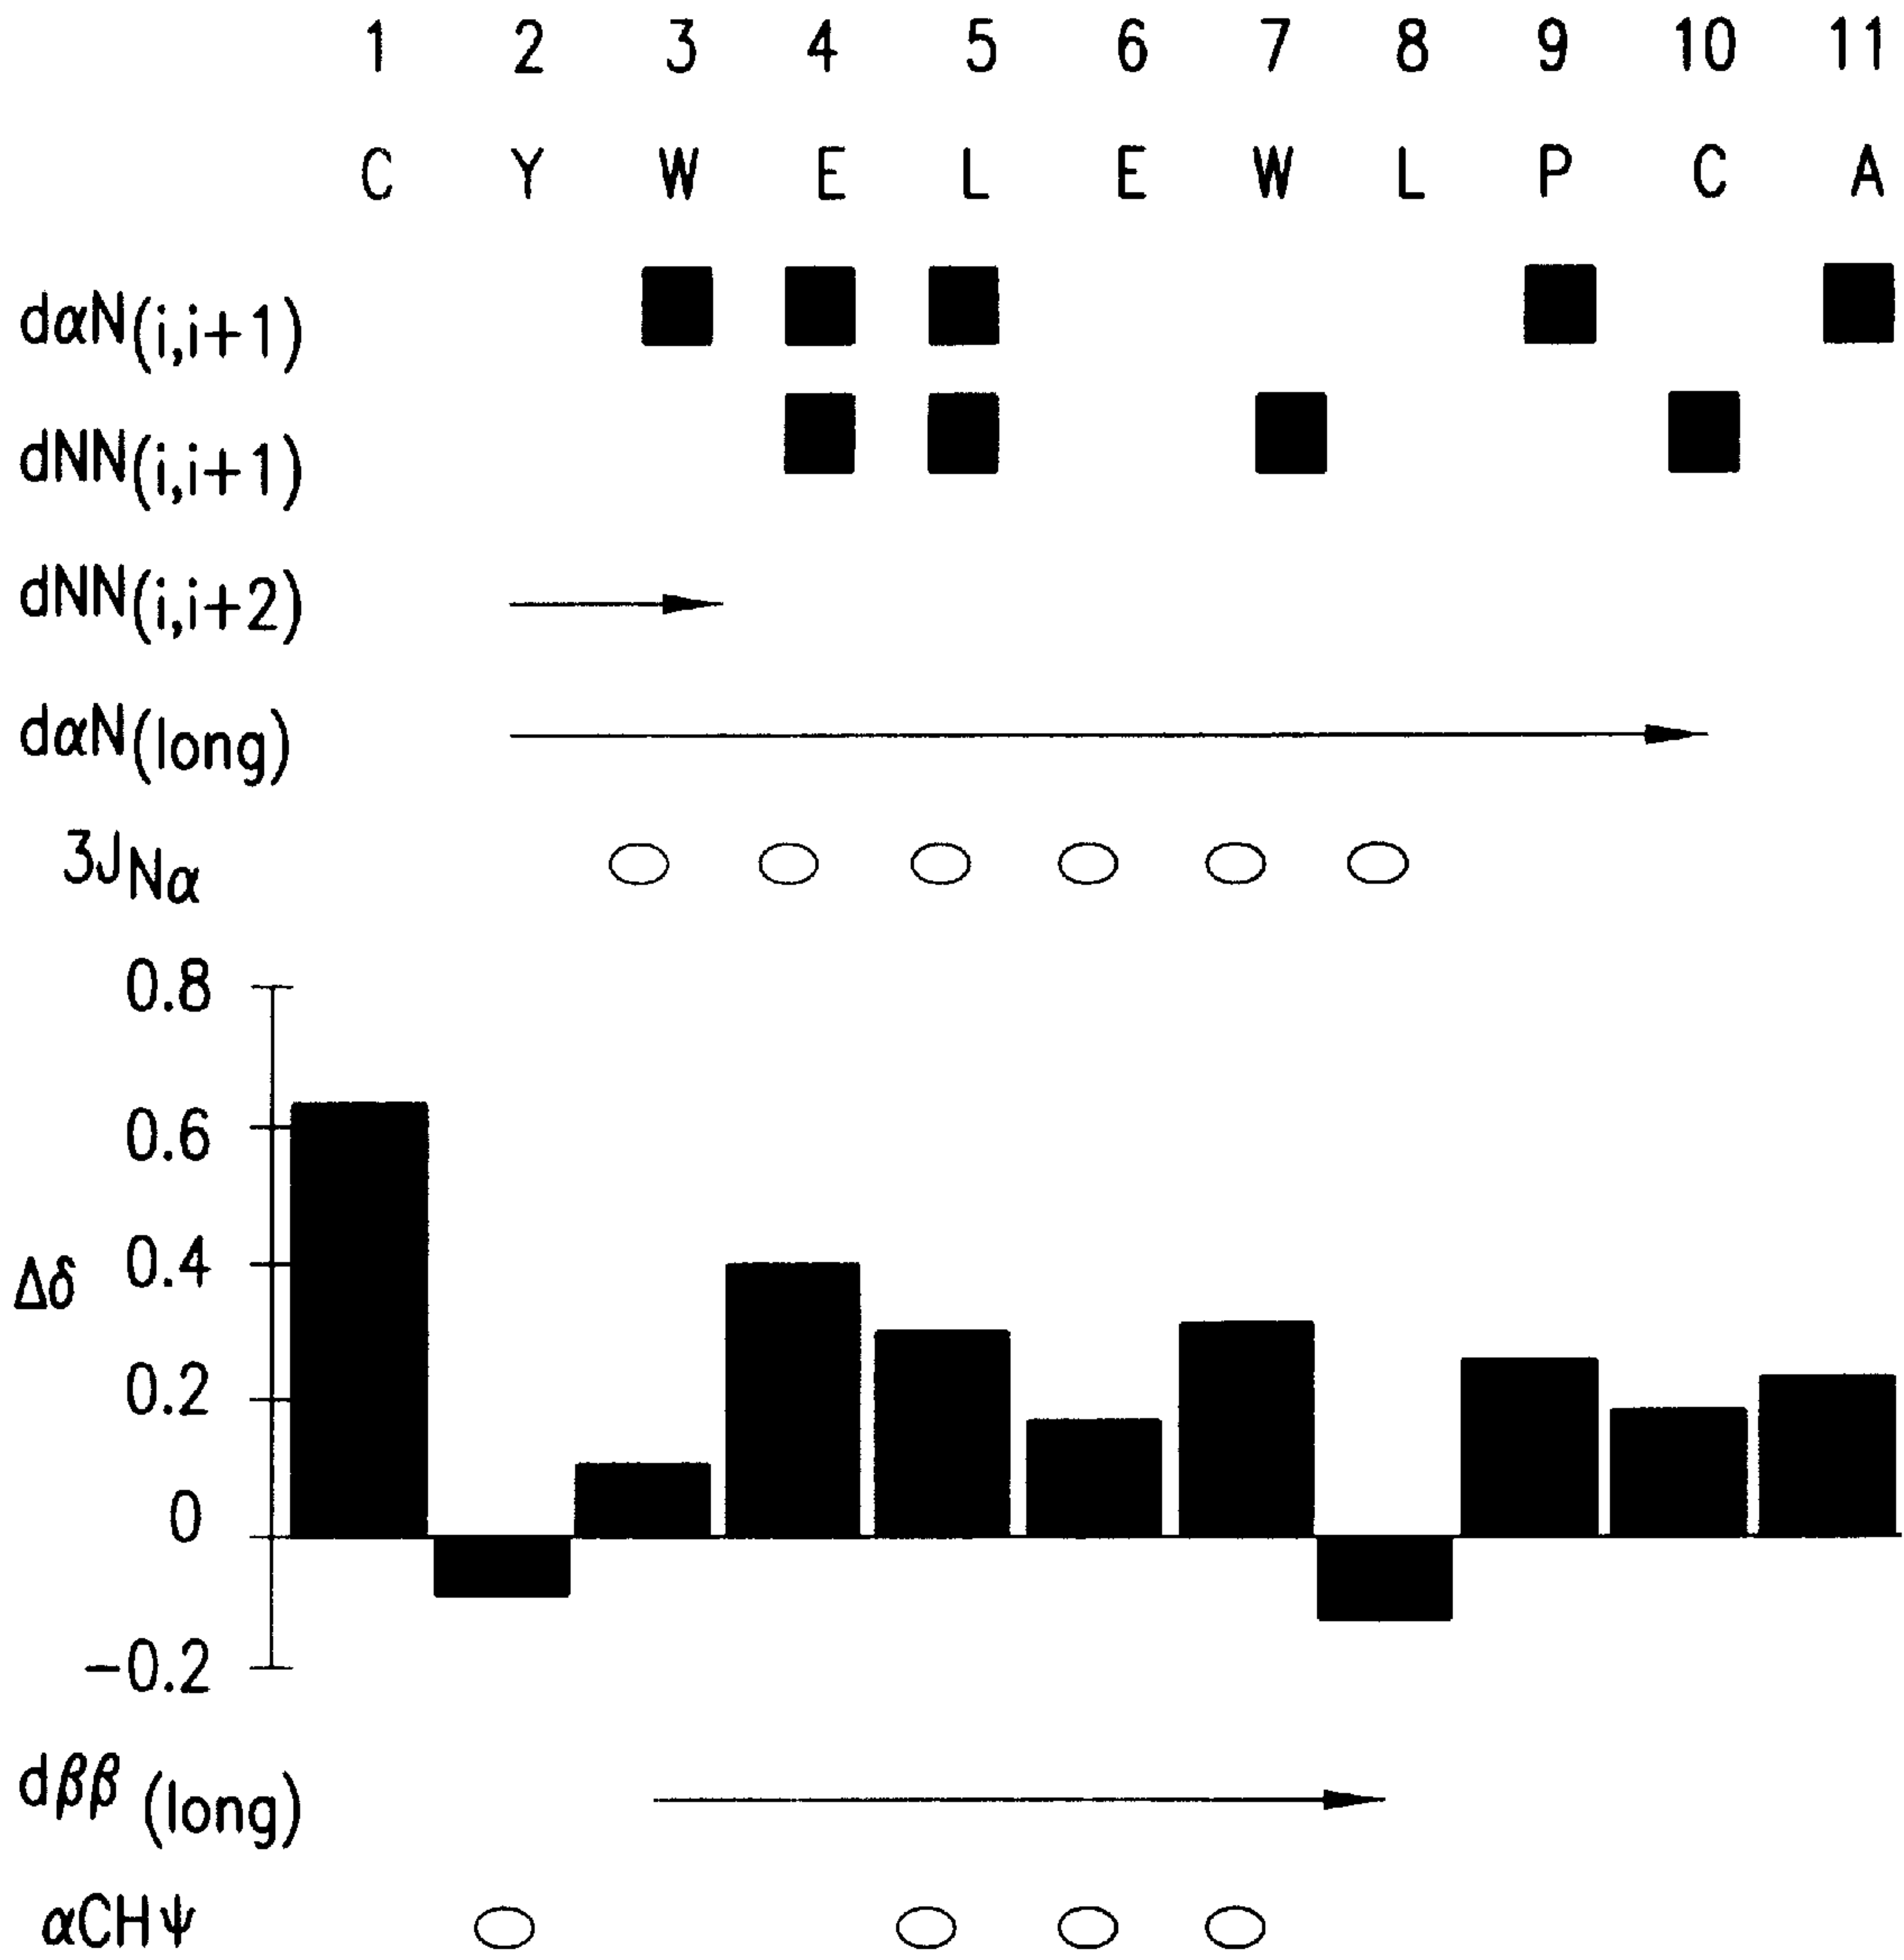 1 2 3 4 5 6 7 8 9 10 11
C Y W E L E W L P C A
dαN(i,i+1)
dNN(i,i+1)
dNN(i,i+2)
dαN(long)
3JNα
0.8
0.6
0.4
Δδ
0.2
0
-0.2
dββ (long)
αCHψ